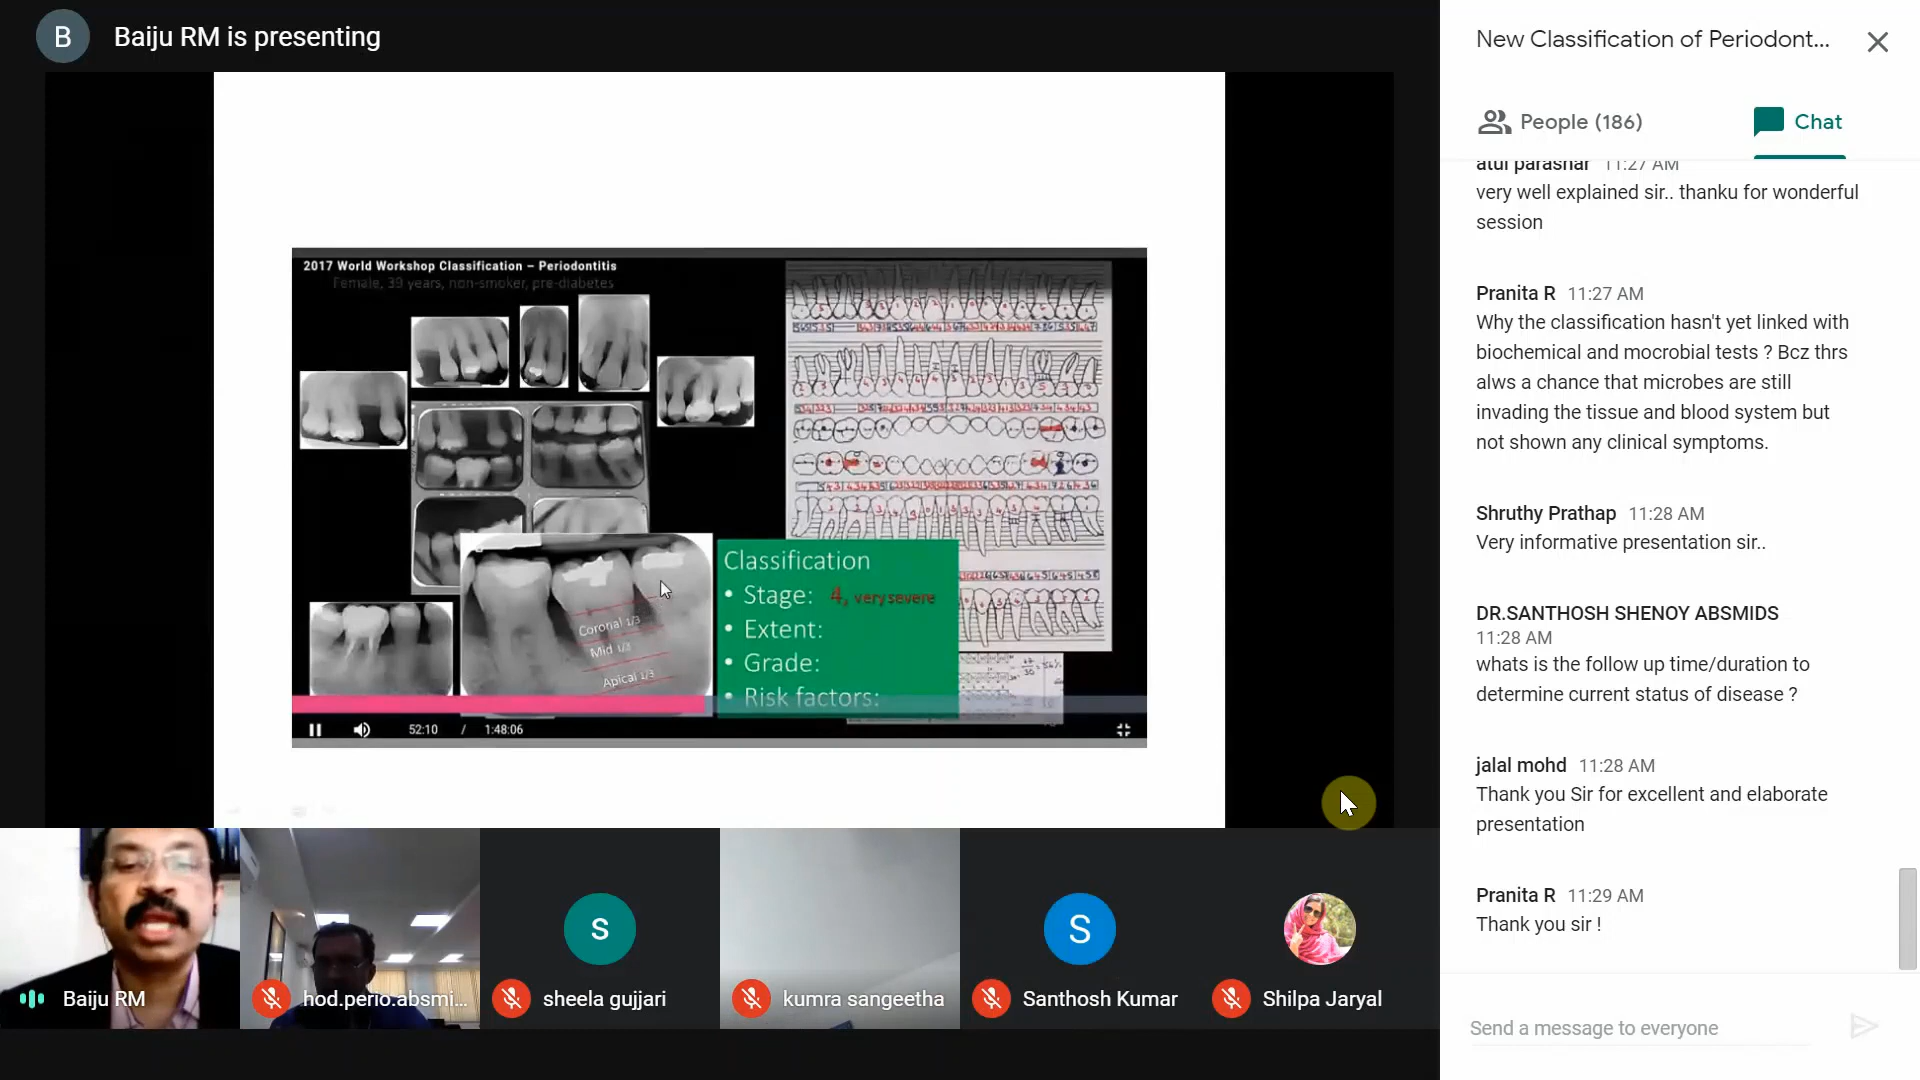 B
Baiju RM is presenting
2017 World Workshop Classification – Periodontitis
Female, 39 years, non-smoker, pre-diabetes
Coronal 1/3
Mid 1/3
Apical 1/3
Classification
• Stage: 4, very severe
• Extent:
• Grade:
• Risk factors:
52:10 / 1:48:06
Baiju RM
hod.perio.absmi...
s
sheela gujjari
kumra sangeetha
S
Santhosh Kumar
Shilpa Jaryal
New Classification of Periodont...
People (186)
Chat
atul parashar 11:27 AM
very well explained sir.. thanku for wonderful
session
Pranita R 11:27 AM
Why the classification hasn't yet linked with
biochemical and mocrobial tests ? Bcz thrs
alws a chance that microbes are still
invading the tissue and blood system but
not shown any clinical symptoms.
Shruthy Prathap 11:28 AM
Very informative presentation sir..
DR.SANTHOSH SHENOY ABSMIDS
11:28 AM
whats is the follow up time/duration to
determine current status of disease ?
jalal mohd 11:28 AM
Thank you Sir for excellent and elaborate
presentation
Pranita R 11:29 AM
Thank you sir !
Send a message to everyone